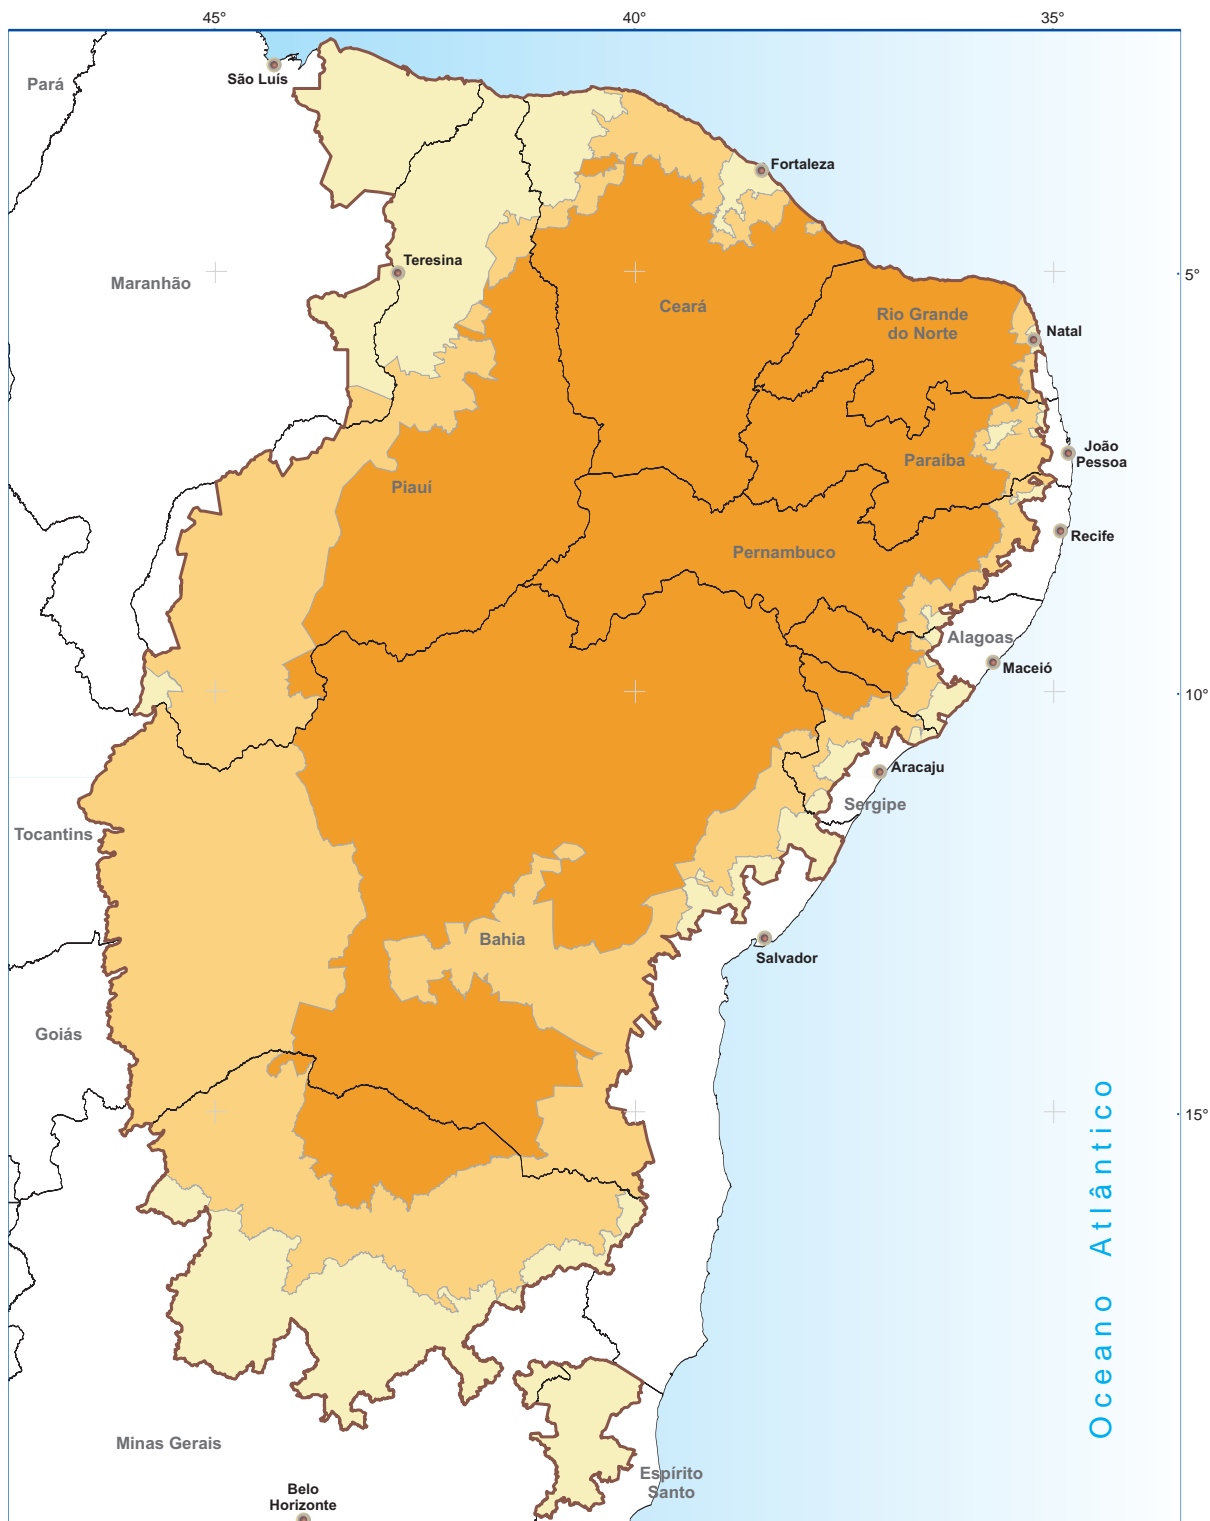 45°
40°
35°
São Luís
Pará
Fortaleza
Teresina
5°
Maranhão
Ceará
Rio Grande
do Norte
Natal
João
Pessoa
Paraíba
Piauí
Recife
Pernambuco
Alagoas
Maceió
10°
Aracaju
Sergipe
Tocantins
Bahia
Salvador
Goiás
15°
Oceano Atlântico
Minas Gerais
Espírito
Santo
Belo
Horizonte